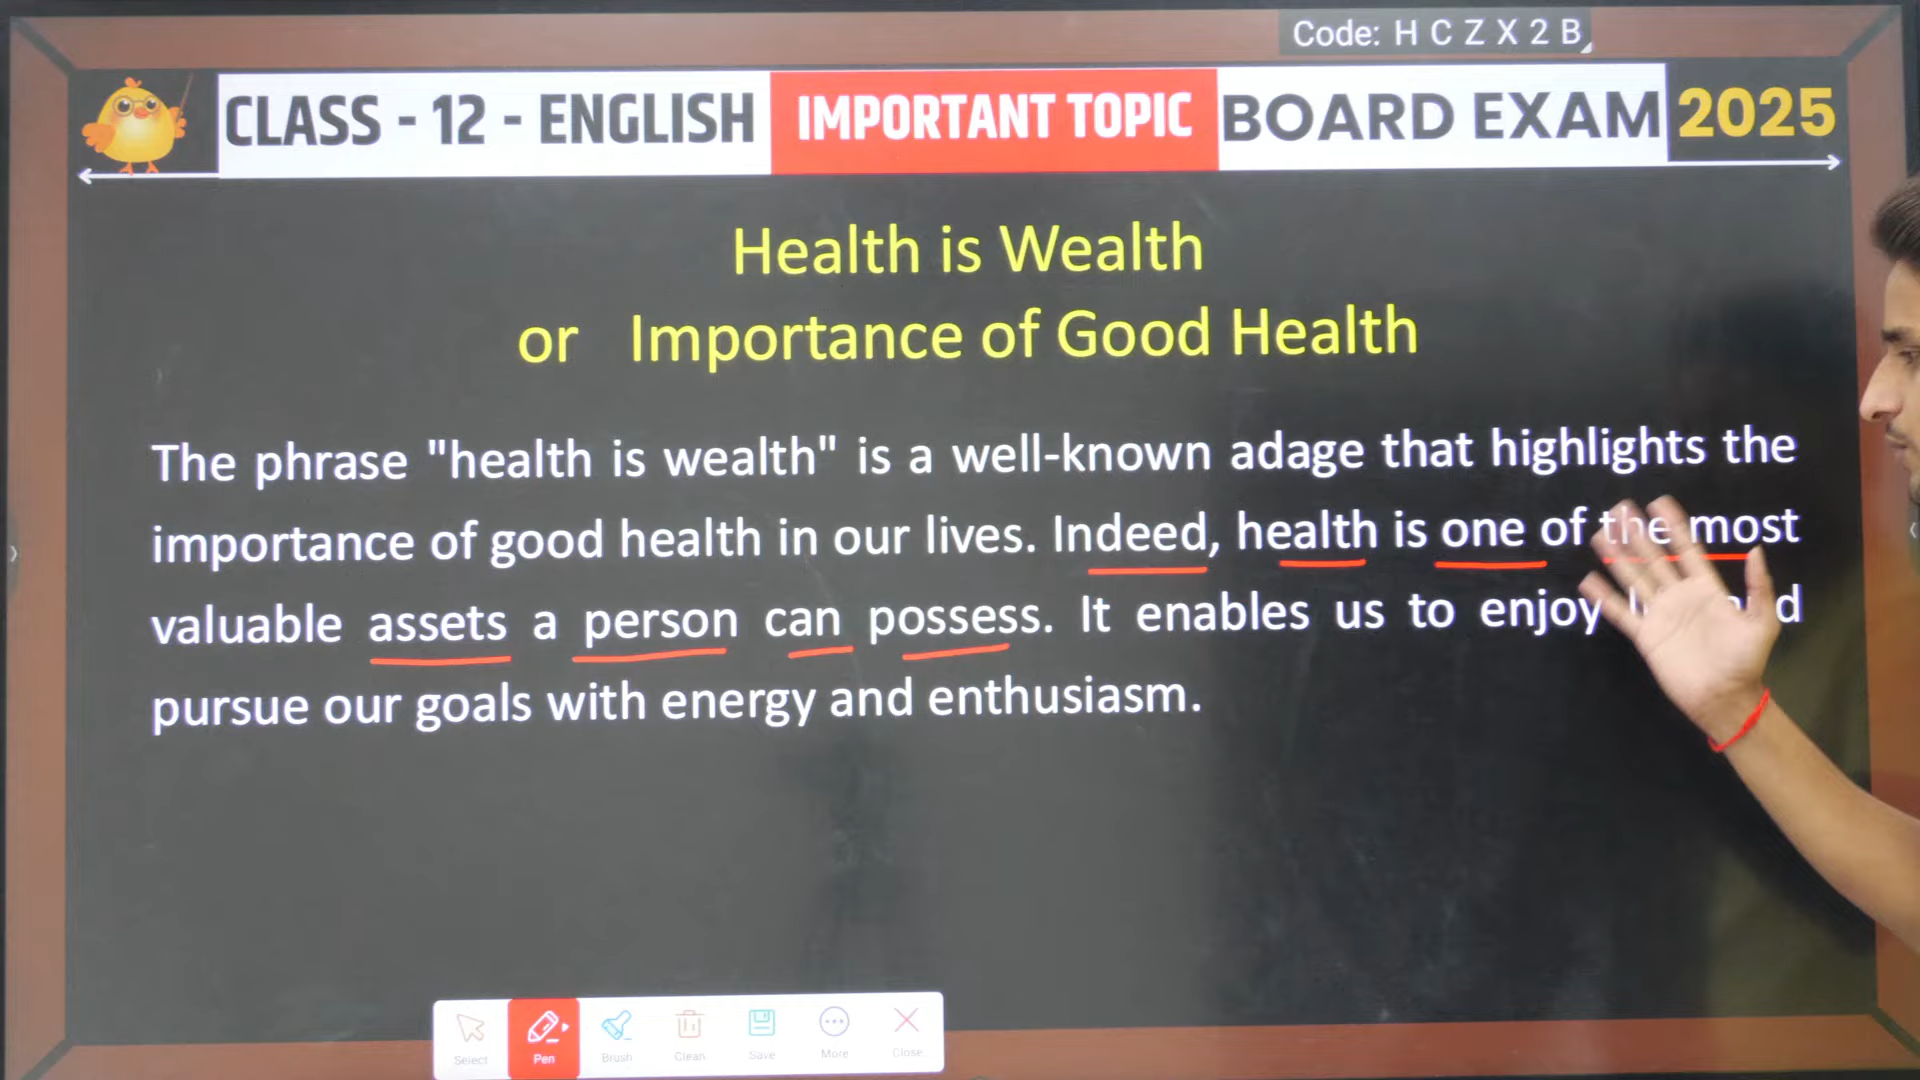 Code: H C Z X 2 B
CLASS - 12 - ENGLISH IMPORTANT TOPIC BOARD EXAM 2025
Health is Wealth
or Importance of Good Health
The phrase "health is wealth" is a well-known adage that highlights the
importance of good health in our lives. Indeed, health is one of the most
valuable assets a person can possess. It enables us to enjoy
pursue our goals with energy and enthusiasm.
Select Pen Brush Clean Save More Close